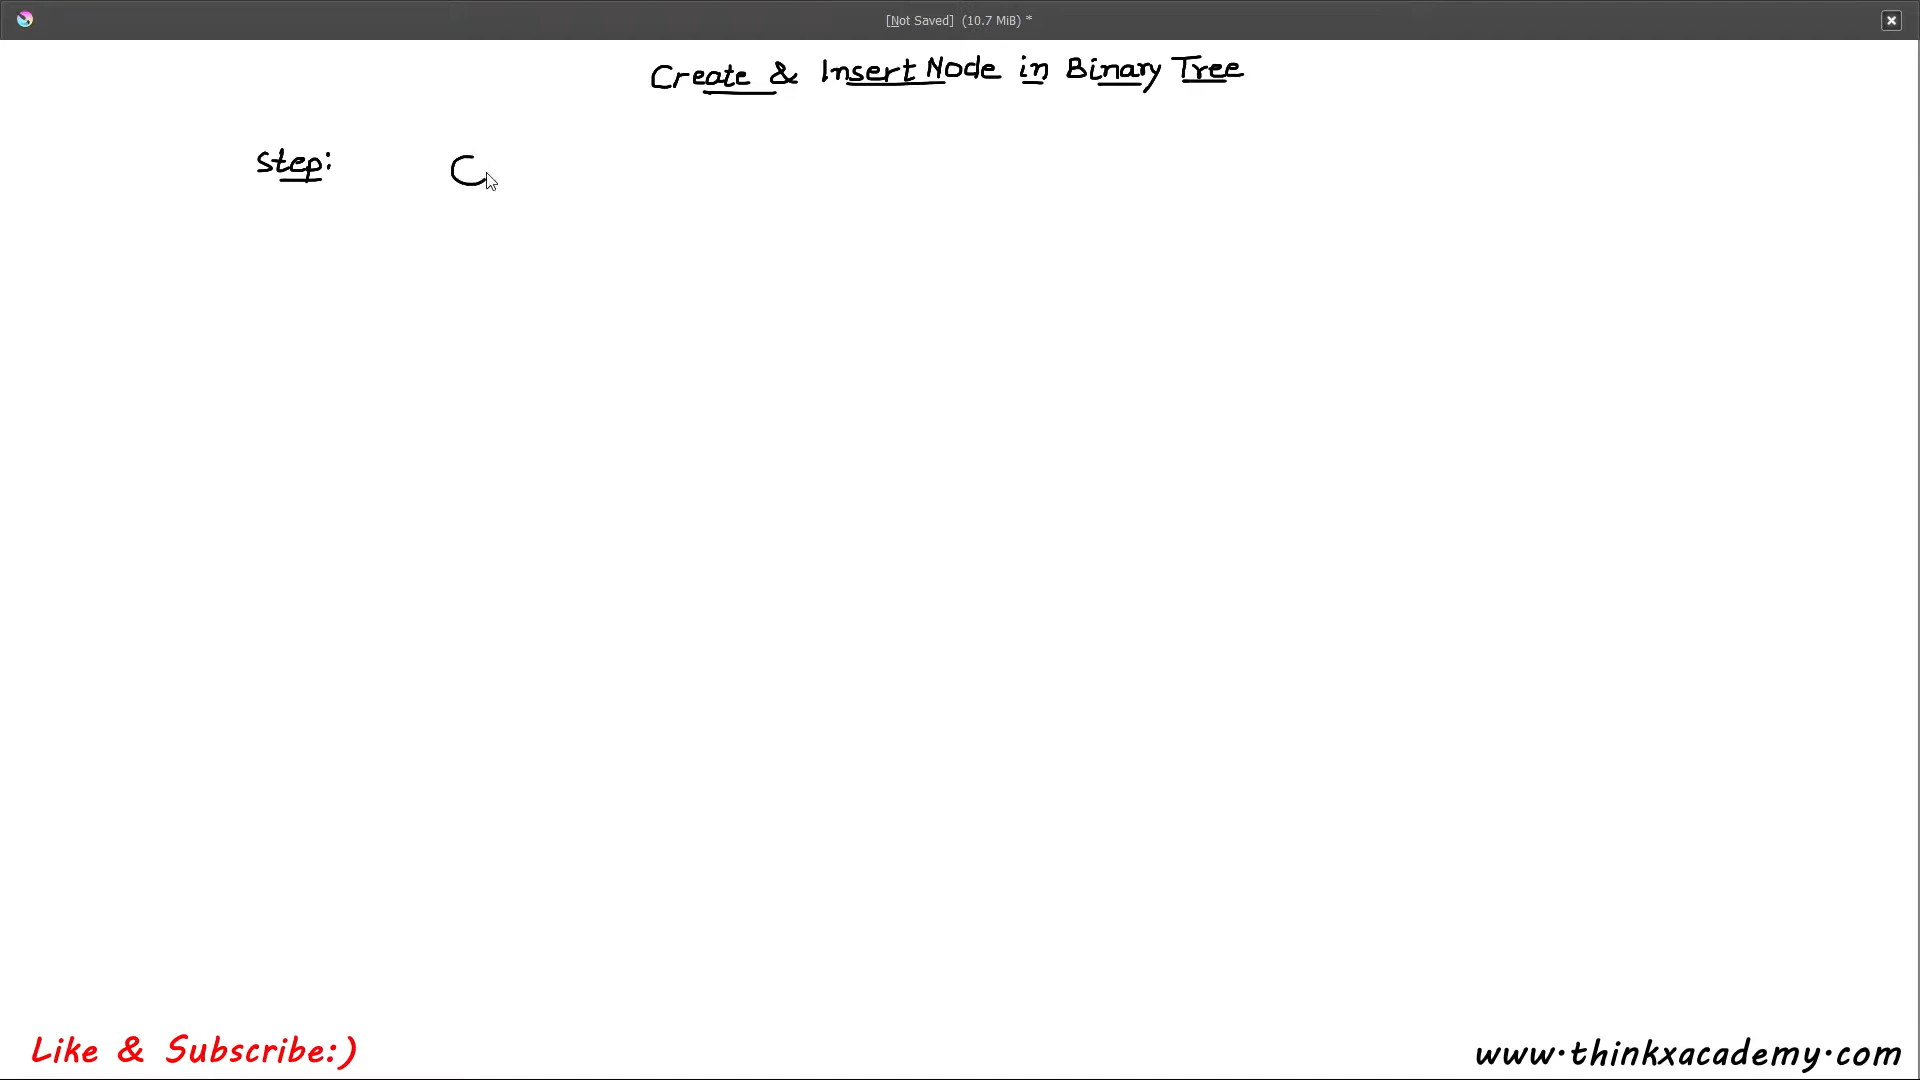 [Not Saved] (10.7 MiB) *
Create & Insert Node in Binary Tree
Step: C
Like & Subscribe:)
www.thinkxacademy.com